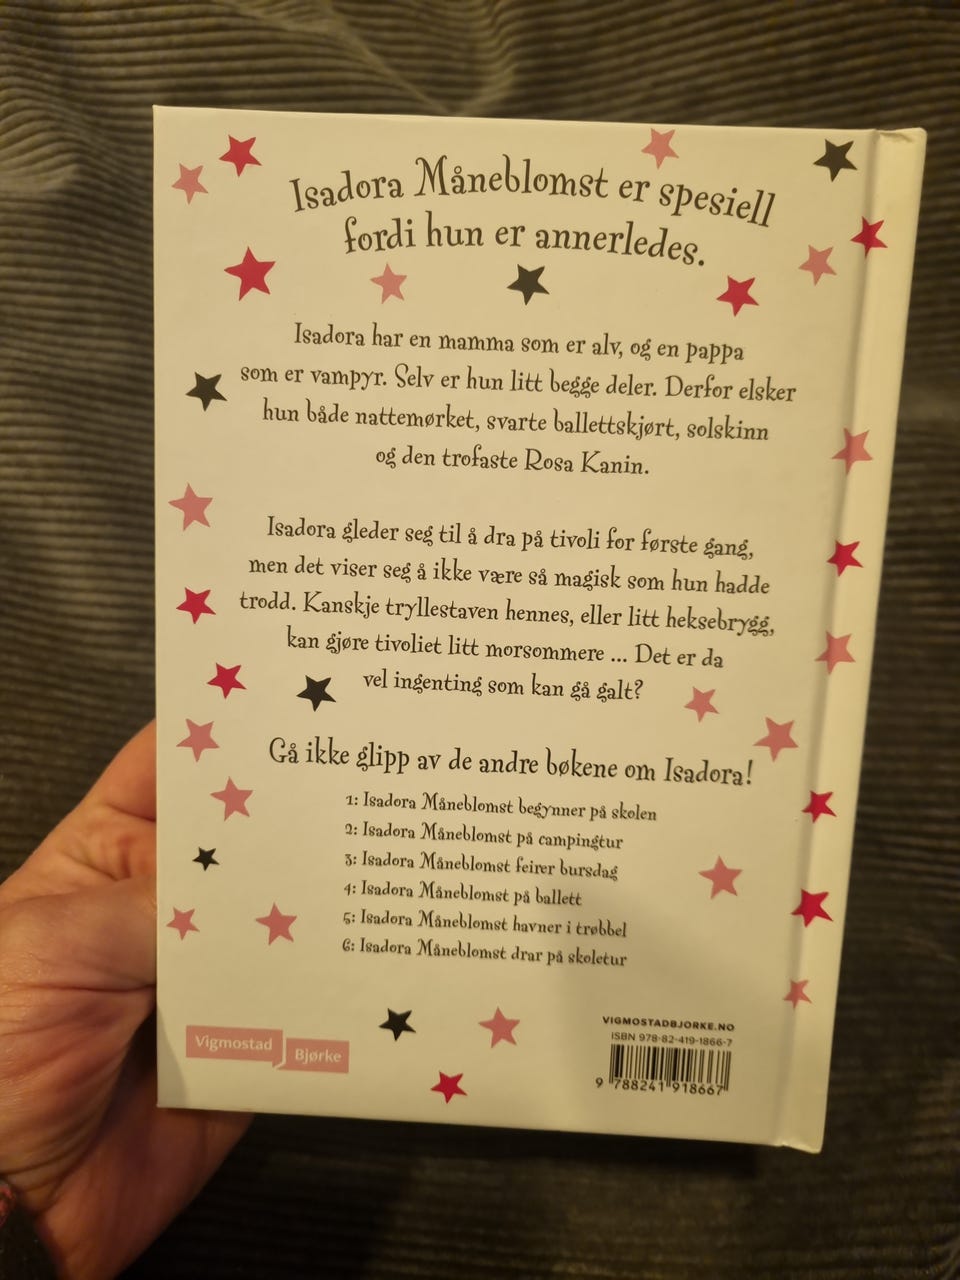 Isadora Måneblomst er spesiell
fordi hun er annerledes.
Isadora har en mamma som er alv, og en pappa
som er vampyr. Selv er hun litt begge deler. Derfor elsker
hun både nattemørket, svarte ballettskjørt, solskinn
og den trofaste Rosa Kanin.
Isadora gleder seg til å dra på tivoli for første gang,
men det viser seg å ikke være så magisk som hun hadde
trodd. Kanskje tryllestaven hennes, eller litt heksebrygg,
kan gjøre tivoliet litt morsommere ... Det er da
vel ingenting som kan gå galt?
Gå ikke glipp av de andre bøkene om Isadora!
1: Isadora Måneblomst begynner på skolen
2: Isadora Måneblomst på campingtur
3: Isadora Måneblomst feirer bursdag
4: Isadora Måneblomst på ballett
5: Isadora Måneblomst havner i trøbbel
6: Isadora Måneblomst drar på skoletur
Vigmostad
Bjørke
VIGMOSTADBJORKE.NO
ISBN 978-82-419-1866-7
9 788241 918667